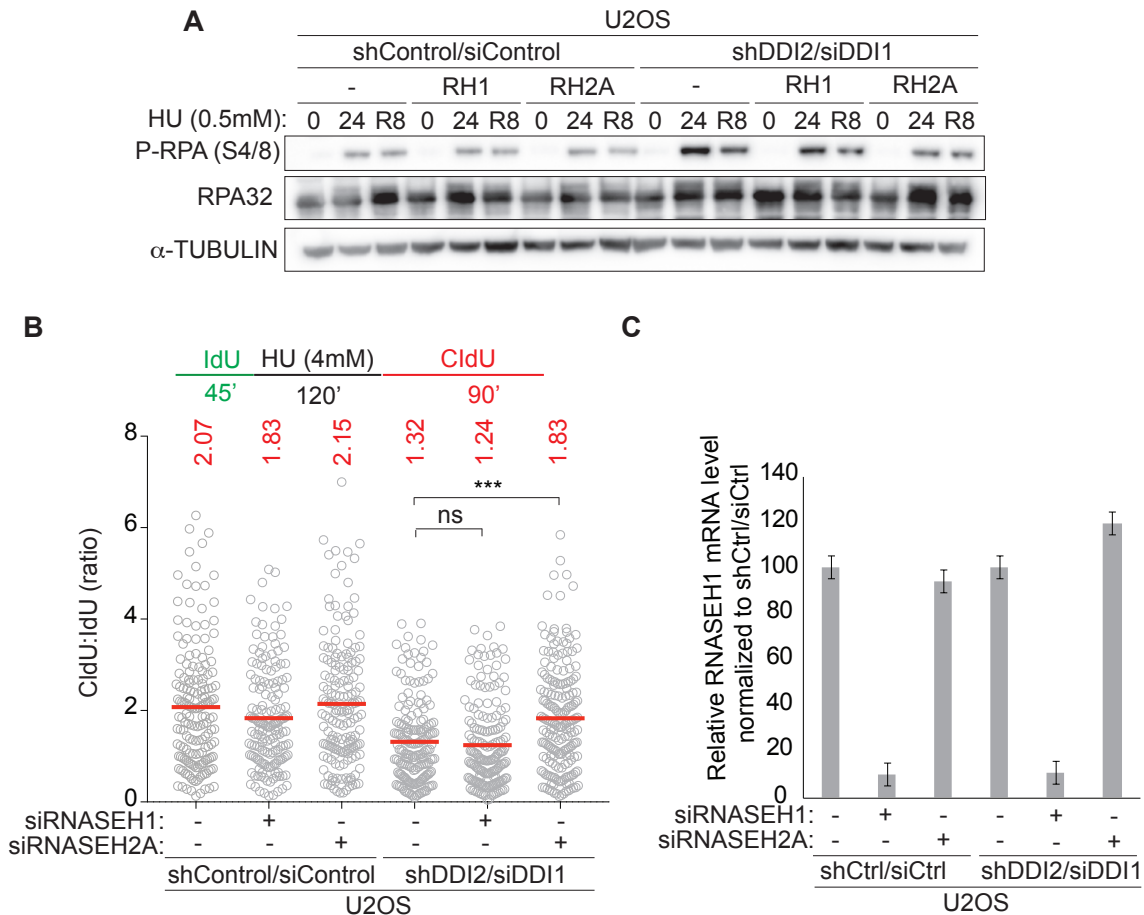 A
U2OS
shControl/siControl shDDI2/siDDI1
- RH1 RH2A - RH1 RH2A
HU (0.5mM): 0 24 R8 0 24 R8 0 24 R8 0 24 R8 0 24 R8 0 24 R8
P-RPA (S4/8)
RPA32
α-TUBULIN
B
IdU HU (4mM) CldU
45’ 120’ 90’
2.07 1.83 2.15 1.32 1.24 1.83
***
ns
CldU:IdU (ratio)
8
6
4
2
0
siRNASEH1: - + - - + -
siRNASEH2A: - - + - - +
shControl/siControl shDDI2/siDDI1
U2OS
C
Relative RNASEH1 mRNA level
normalized to shCtrl/siCtrl
140
120
100
80
60
40
20
0
siRNASEH1: - + - - + -
siRNASEH2A: - - + - - +
shCtrl/siCtrl shDDI2/siDDI1
U2OS